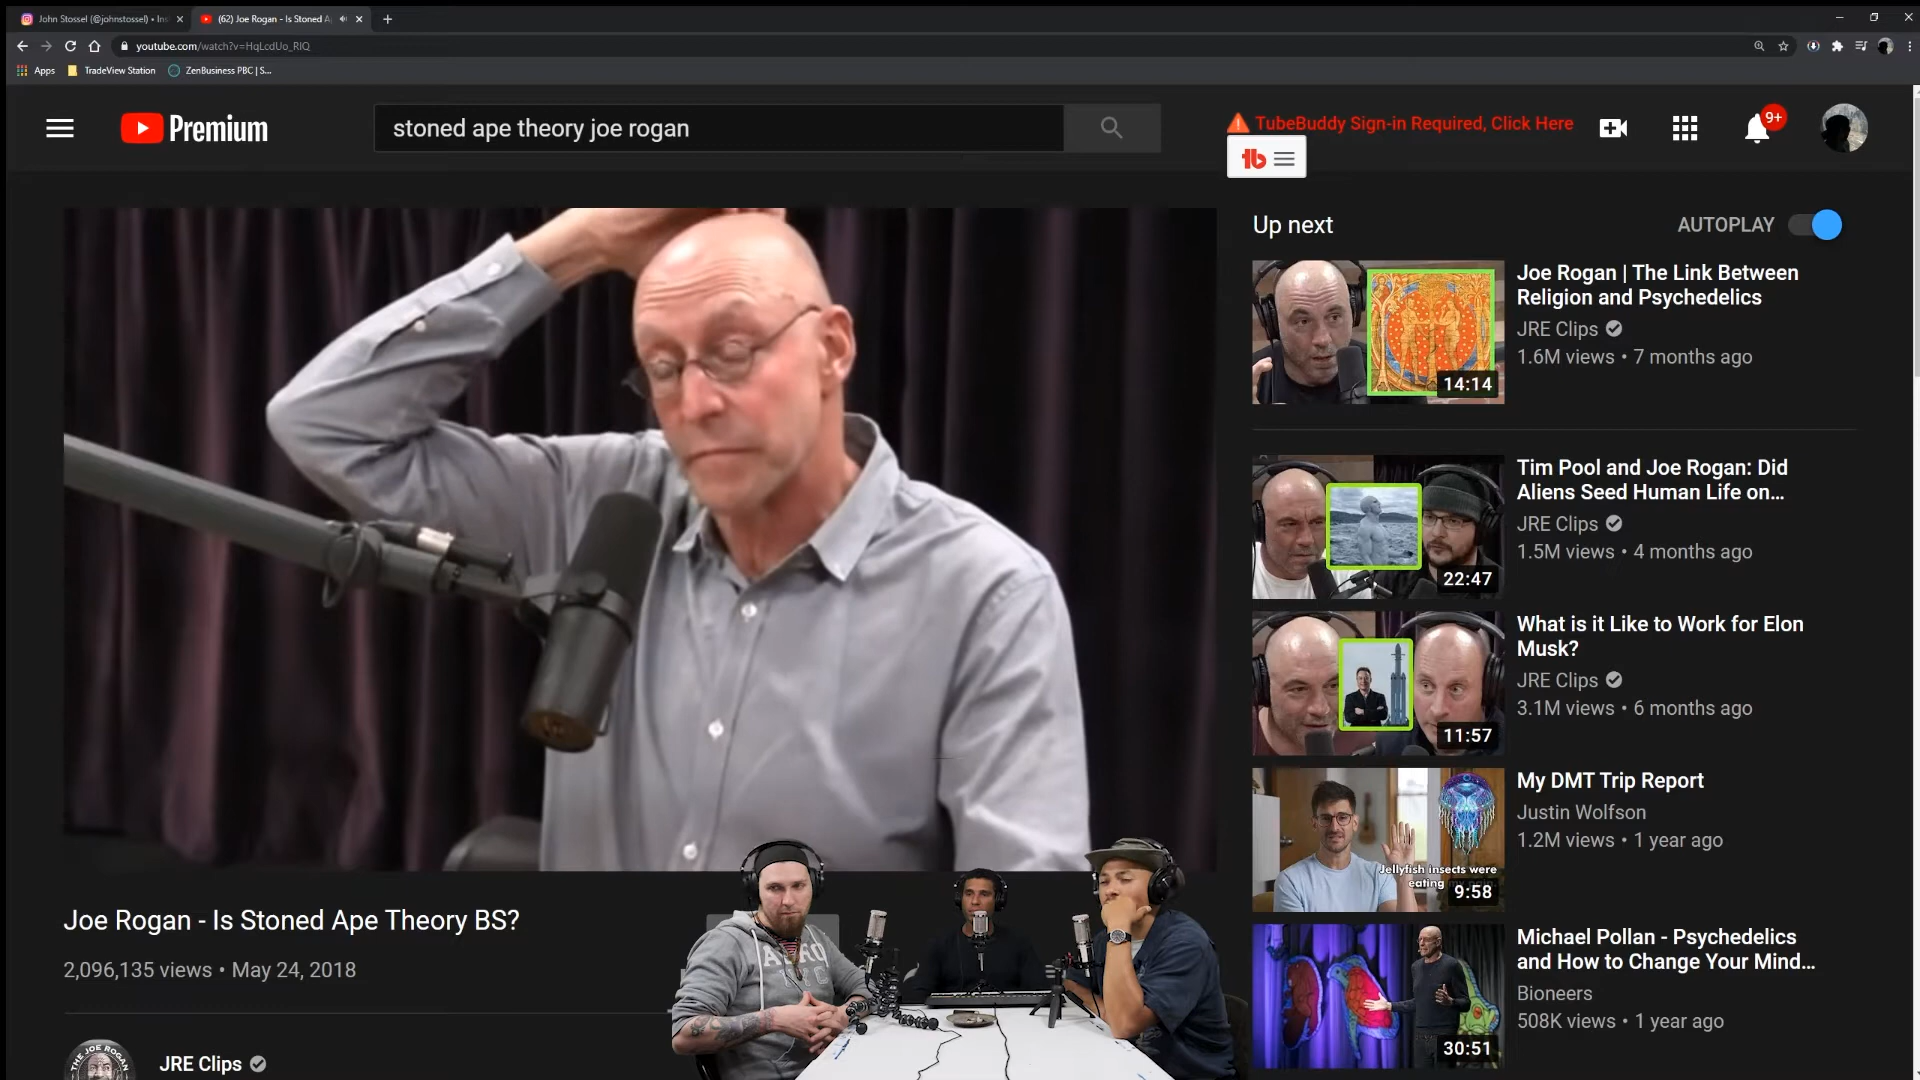 John Stossel (@johnstossel) • Ins
(62) Joe Rogan - Is Stoned A
youtube.com/watch?v=HqLcdUo_RIQ
Apps
TradeView Station
ZenBusiness PBC | S...
Premium
stoned ape theory joe rogan
TubeBuddy Sign-in Required, Click Here
9+
tb
Up next
AUTOPLAY
Joe Rogan | The Link Between
Religion and Psychedelics
JRE Clips
1.6M views • 7 months ago
14:14
Tim Pool and Joe Rogan: Did
Aliens Seed Human Life on...
JRE Clips
1.5M views • 4 months ago
22:47
What is it Like to Work for Elon
Musk?
JRE Clips
3.1M views • 6 months ago
11:57
My DMT Trip Report
Justin Wolfson
1.2M views • 1 year ago
Jellyfish insects were
eating
9:58
Michael Pollan - Psychedelics
and How to Change Your Mind...
Bioneers
508K views • 1 year ago
30:51
Joe Rogan - Is Stoned Ape Theory BS?
2,096,135 views • May 24, 2018
THE JOE ROGAN
JRE Clips